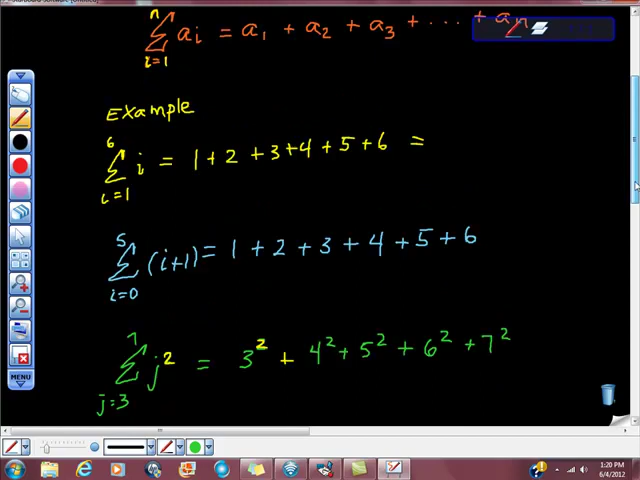 n
∑ ai = a1 + a2 + a3 + ... + an
i=1
Example
6
∑ i = 1 + 2 + 3 + 4 + 5 + 6 =
i=1
5
∑ (i+1) = 1 + 2 + 3 + 4 + 5 + 6
i=0
7
∑ j² = 3² + 4² + 5² + 6² + 7²
j=3
MENU
1:20 PM
6/4/2012